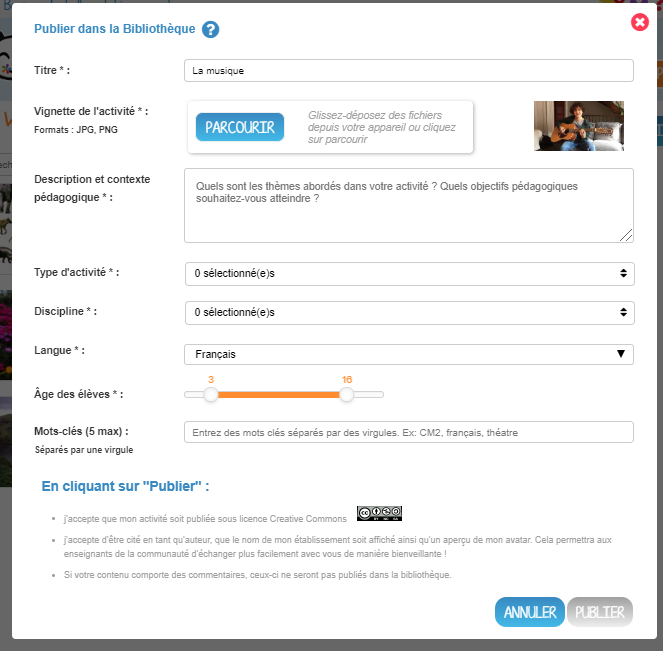 Publier dans la Bibliothèque ?
Titre * :
La musique
Vignette de l'activité * :
Formats : JPG, PNG
PARCOURIR
Glissez-déposez des fichiers
depuis votre appareil ou cliquez
sur parcourir
Description et contexte
pédagogique * :
Quels sont les thèmes abordés dans votre activité ? Quels objectifs pédagogiques
souhaitez-vous atteindre ?
Type d'activité * :
0 sélectionné(e)s
Discipline * :
0 sélectionné(e)s
Langue * :
Français
Âge des élèves * :
3 16
Mots-clés (5 max) :
Séparés par une virgule
Entrez des mots clés séparés par des virgules. Ex: CM2, français, théatre
En cliquant sur "Publier" :
j'accepte que mon activité soit publiée sous licence Creative Commons
BY NC SA
j'accepte d'être cité en tant qu'auteur, que le nom de mon établissement soit affiché ainsi qu'un aperçu de mon avatar. Cela permettra aux
enseignants de la communauté d'échanger plus facilement avec vous de manière bienveillante !
Si votre contenu comporte des commentaires, ceux-ci ne seront pas publiés dans la bibliothèque.
ANNULER
PUBLIER